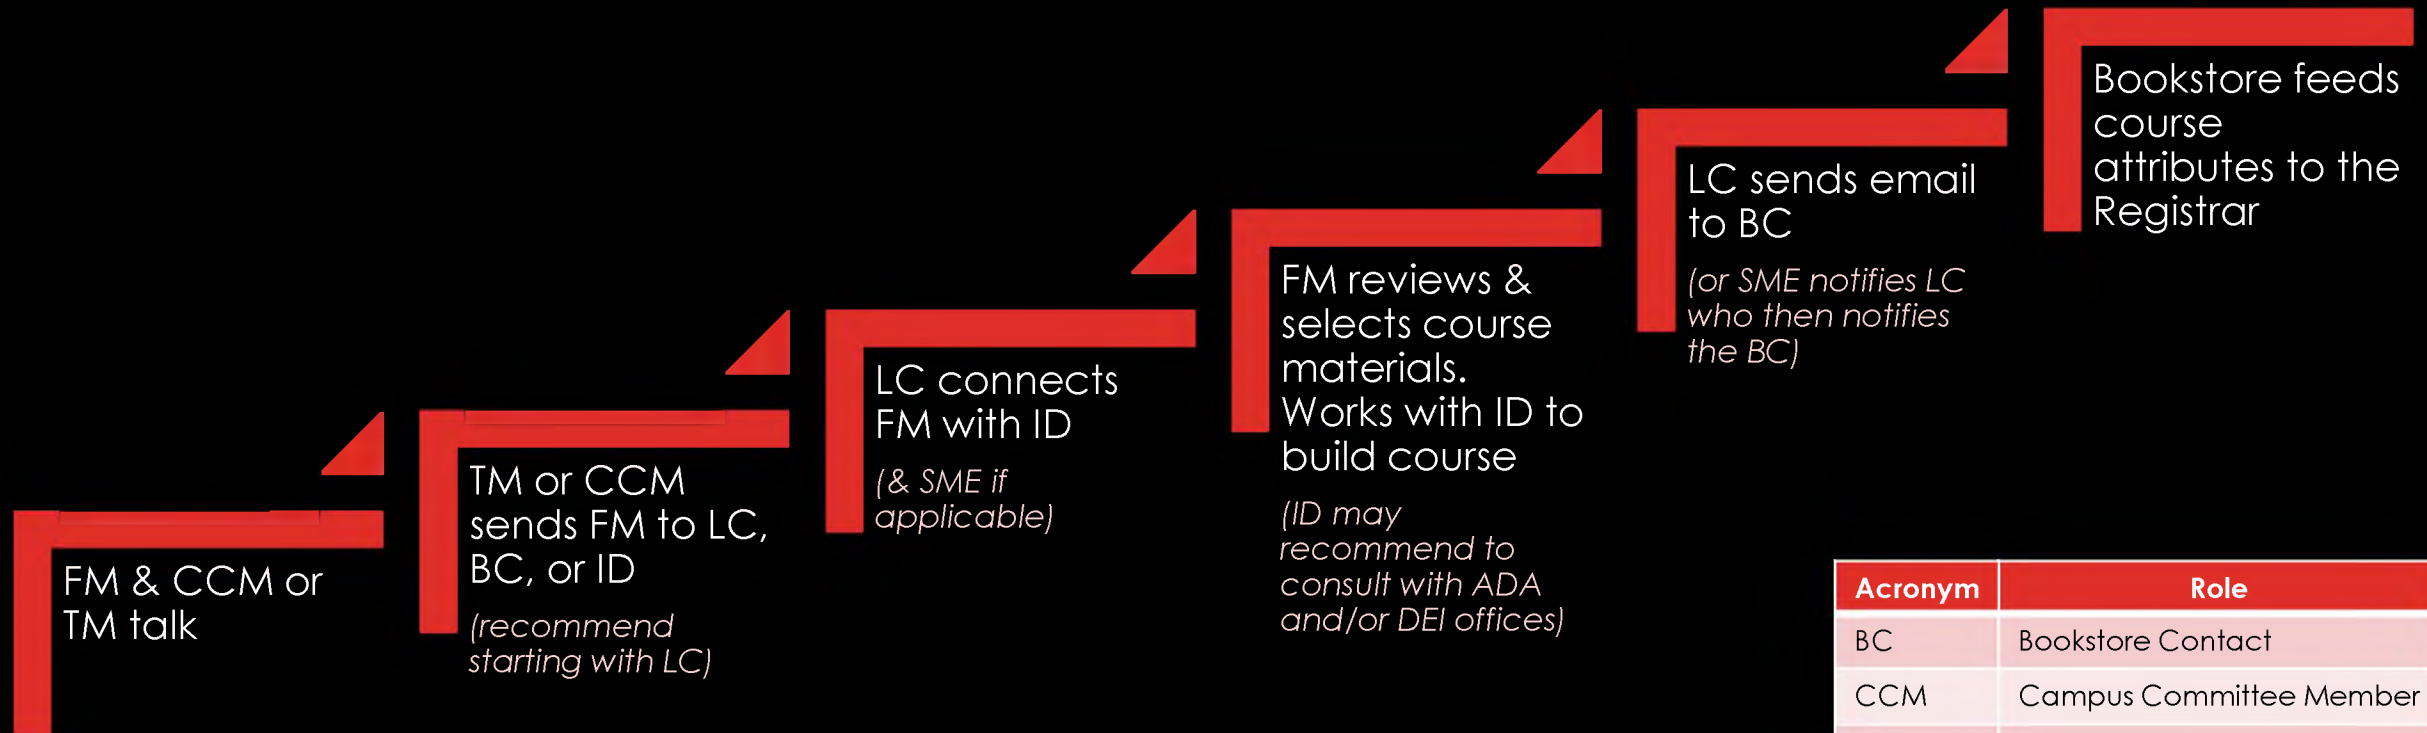 FM & CCM or
TM talk
TM or CCM
sends FM to LC,
BC, or ID
(recommend
starting with LC)
LC connects
FM with ID
(& SME if
applicable)
FM reviews &
selects course
materials.
Works with ID to
build course
(ID may
recommend to
consult with ADA
and/or DEI offices)
LC sends email
to BC
(or SME notifies LC
who then notifies
the BC)
Bookstore feeds
course
attributes to the
Registrar
Acronym Role
BC Bookstore Contact
CCM Campus Committee Member